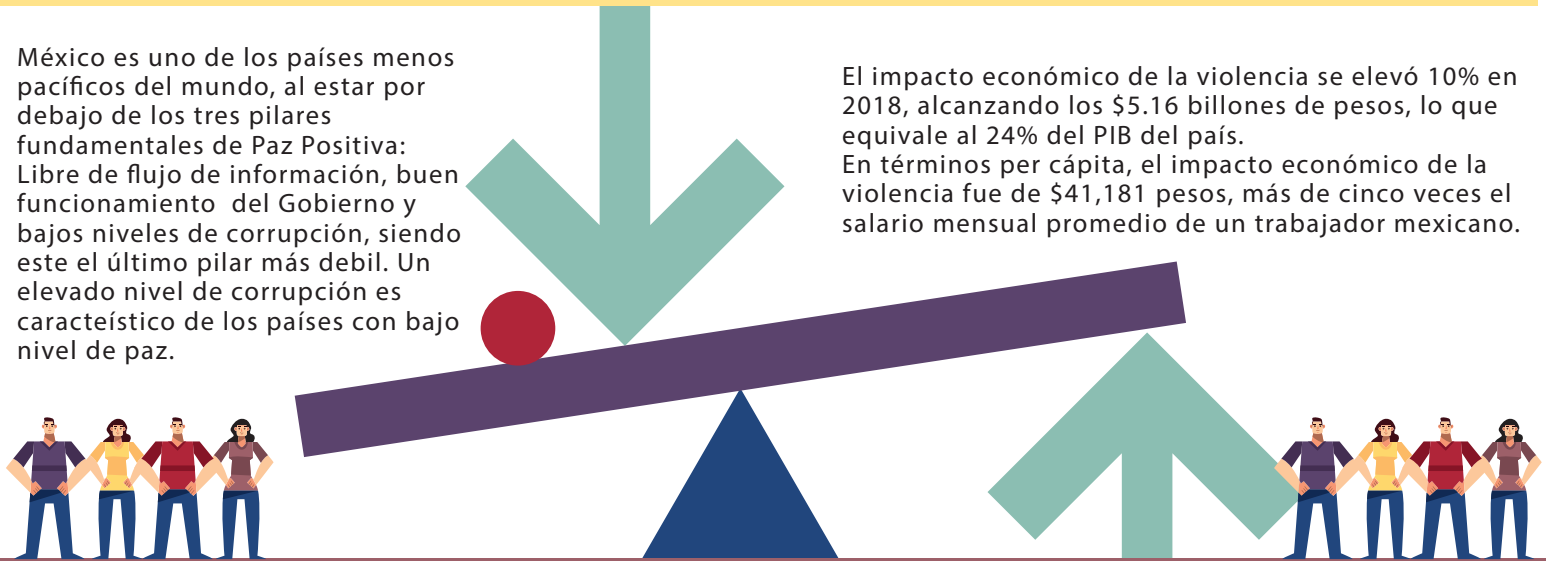 México es uno de los países menos
pacíficos del mundo, al estar por
debajo de los tres pilares
fundamentales de Paz Positiva:
Libre de flujo de información, buen
funcionamiento  del Gobierno y
bajos niveles de corrupción, siendo
este el último pilar más debil. Un
elevado nivel de corrupción es
caracteístico de los países con bajo
nivel de paz.
El impacto económico de la violencia se elevó 10% en
2018, alcanzando los $5.16 billones de pesos, lo que
equivale al 24% del PIB del país.
En términos per cápita, el impacto económico de la
violencia fue de $41,181 pesos, más de cinco veces el
salario mensual promedio de un trabajador mexicano.